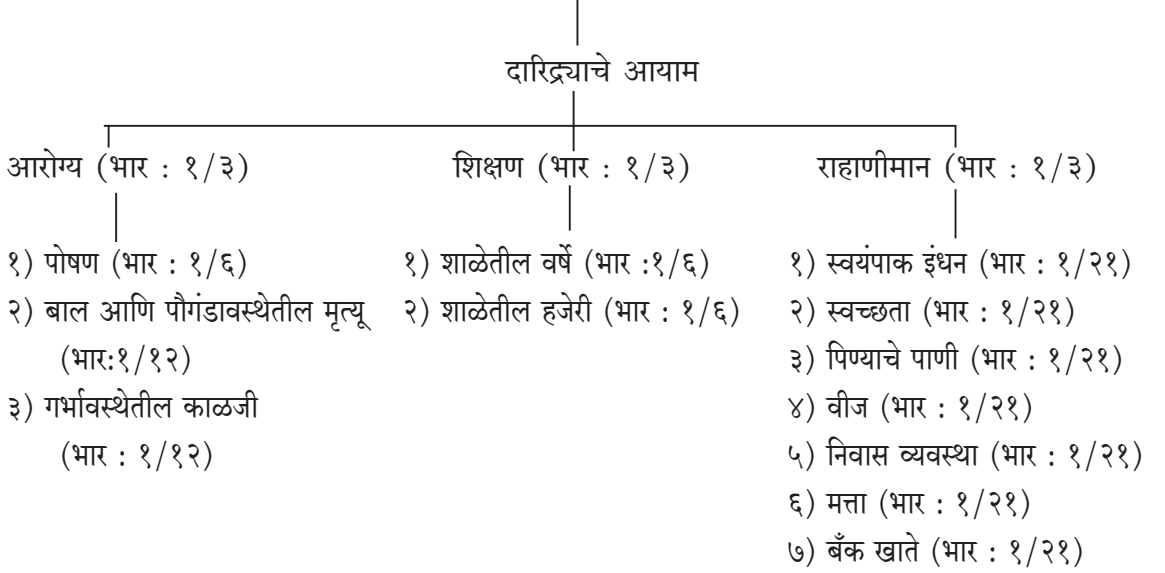 दारिद्र्याचे आयाम
आरोग्य (भार : १/३)
शिक्षण (भार : १/३)
राहाणीमान (भार : १/३)
१) पोषण (भार : १/६)
२) बाल आणि पौगंडावस्थेतील मृत्यू
(भार:१/१२)
३) गर्भावस्थेतील काळजी
(भार : १/१२)
१) शाळेतील वर्षे (भार :१/६)
२) शाळेतील हजेरी (भार : १/६)
१) स्वयंपाक इंधन (भार : १/२१)
२) स्वच्छता (भार : १/२१)
३) पिण्याचे पाणी (भार : १/२१)
४) वीज (भार : १/२१)
५) निवास व्यवस्था (भार : १/२१)
६) मत्ता (भार : १/२१)
७) बँक खाते (भार : १/२१)